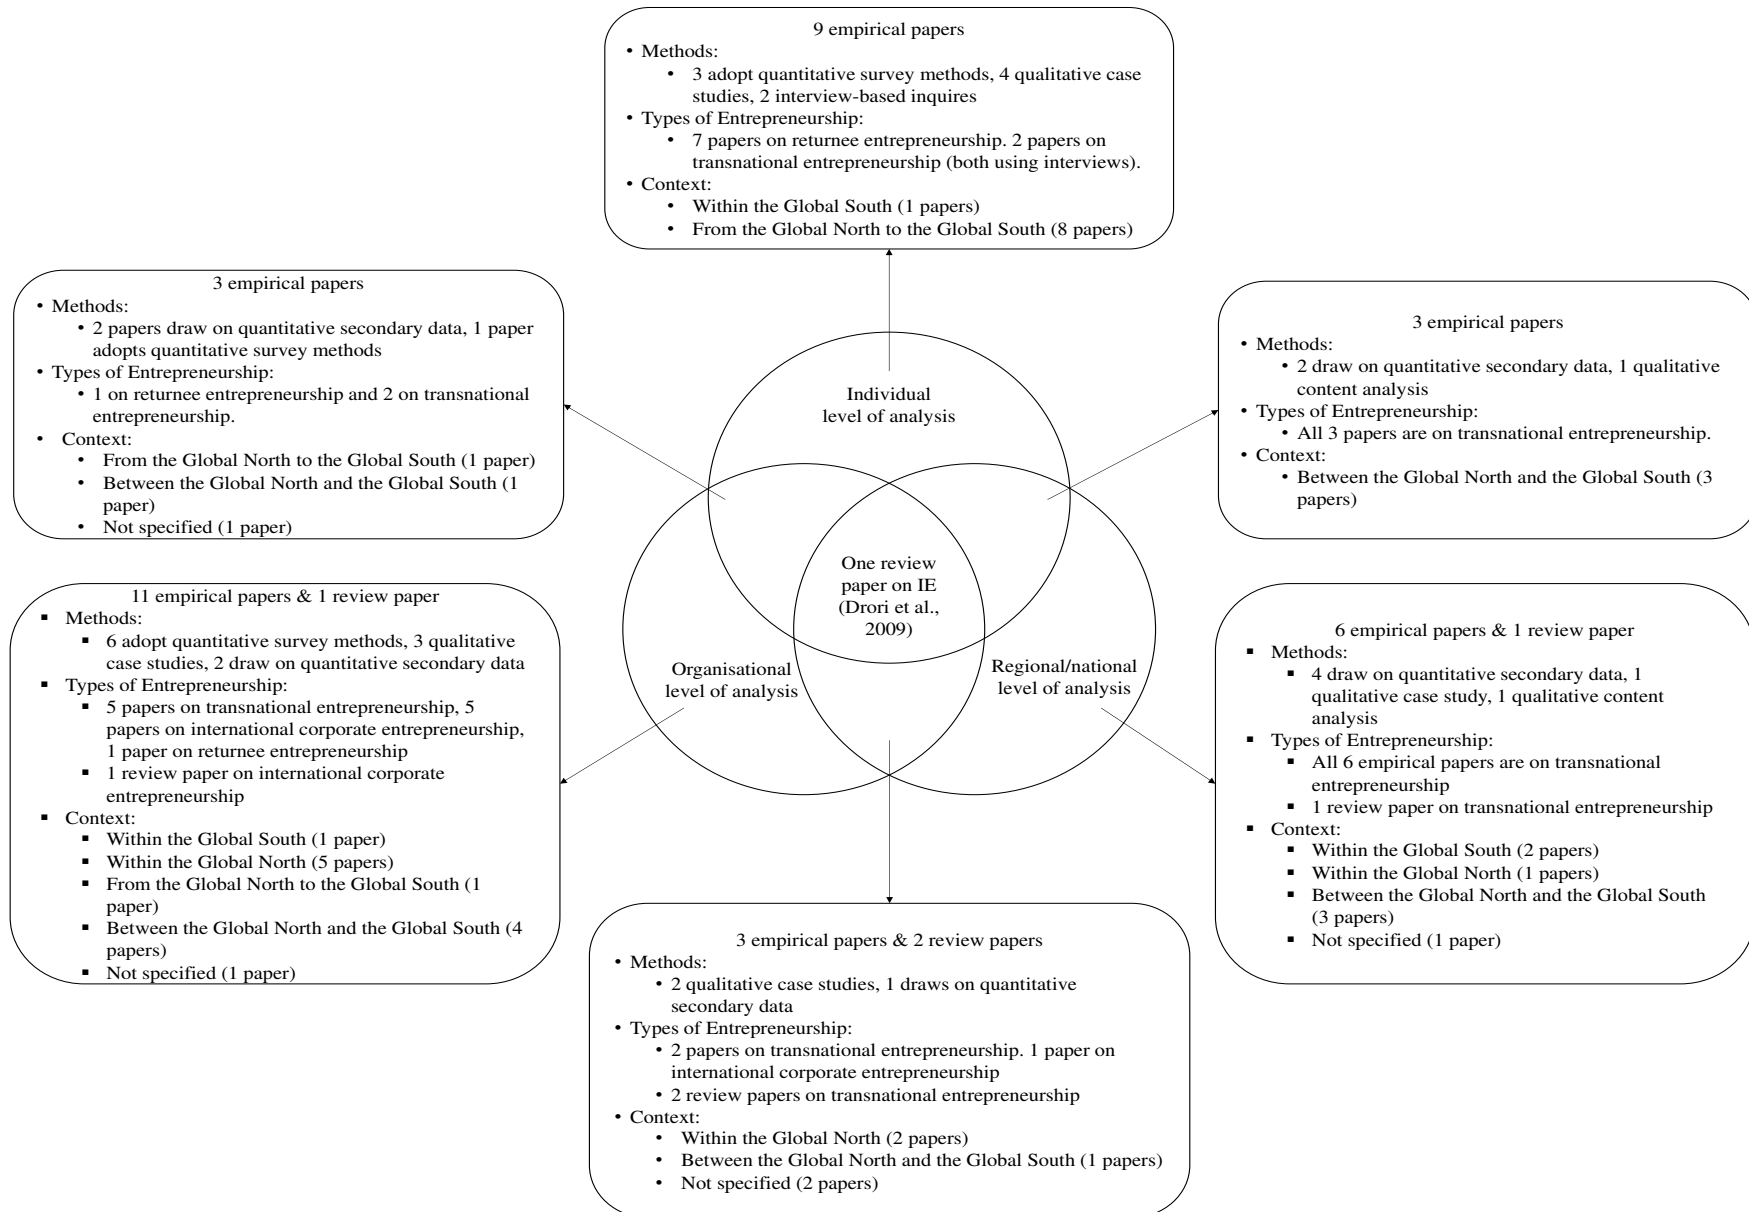 9 empirical papers
• Methods:
• 3 adopt quantitative survey methods, 4 qualitative case
studies, 2 interview-based inquires
• Types of Entrepreneurship:
• 7 papers on returnee entrepreneurship. 2 papers on
transnational entrepreneurship (both using interviews).
• Context:
• Within the Global South (1 papers)
• From the Global North to the Global South (8 papers)
3 empirical papers
• Methods:
• 2 papers draw on quantitative secondary data, 1 paper
adopts quantitative survey methods
• Types of Entrepreneurship:
• 1 on returnee entrepreneurship and 2 on transnational
entrepreneurship.
• Context:
• From the Global North to the Global South (1 paper)
• Between the Global North and the Global South (1
paper)
• Not specified (1 paper)
3 empirical papers
• Methods:
• 2 draw on quantitative secondary data, 1 qualitative
content analysis
• Types of Entrepreneurship:
• All 3 papers are on transnational entrepreneurship.
• Context:
• Between the Global North and the Global South (3
papers)
Individual
level of analysis
One review
paper on IE
(Drori et al.,
2009)
Organisational
level of analysis
Regional/national
level of analysis
11 empirical papers & 1 review paper
▪ Methods:
▪ 6 adopt quantitative survey methods, 3 qualitative
case studies, 2 draw on quantitative secondary data
▪ Types of Entrepreneurship:
▪ 5 papers on transnational entrepreneurship, 5
papers on international corporate entrepreneurship,
1 paper on returnee entrepreneurship
▪ 1 review paper on international corporate
entrepreneurship
▪ Context:
▪ Within the Global South (1 paper)
▪ Within the Global North (5 papers)
▪ From the Global North to the Global South (1
paper)
▪ Between the Global North and the Global South (4
papers)
▪ Not specified (1 paper)
6 empirical papers & 1 review paper
▪ Methods:
▪ 4 draw on quantitative secondary data, 1
qualitative case study, 1 qualitative content
analysis
▪ Types of Entrepreneurship:
▪ All 6 empirical papers are on transnational
entrepreneurship
▪ 1 review paper on transnational entrepreneurship
▪ Context:
▪ Within the Global South (2 papers)
▪ Within the Global North (1 papers)
▪ Between the Global North and the Global South
(3 papers)
▪ Not specified (1 paper)
3 empirical papers & 2 review papers
• Methods:
• 2 qualitative case studies, 1 draws on quantitative
secondary data
• Types of Entrepreneurship:
• 2 papers on transnational entrepreneurship. 1 paper on
international corporate entrepreneurship
• 2 review papers on transnational entrepreneurship
• Context:
• Within the Global North (2 papers)
• Between the Global North and the Global South (1 papers)
• Not specified (2 papers)